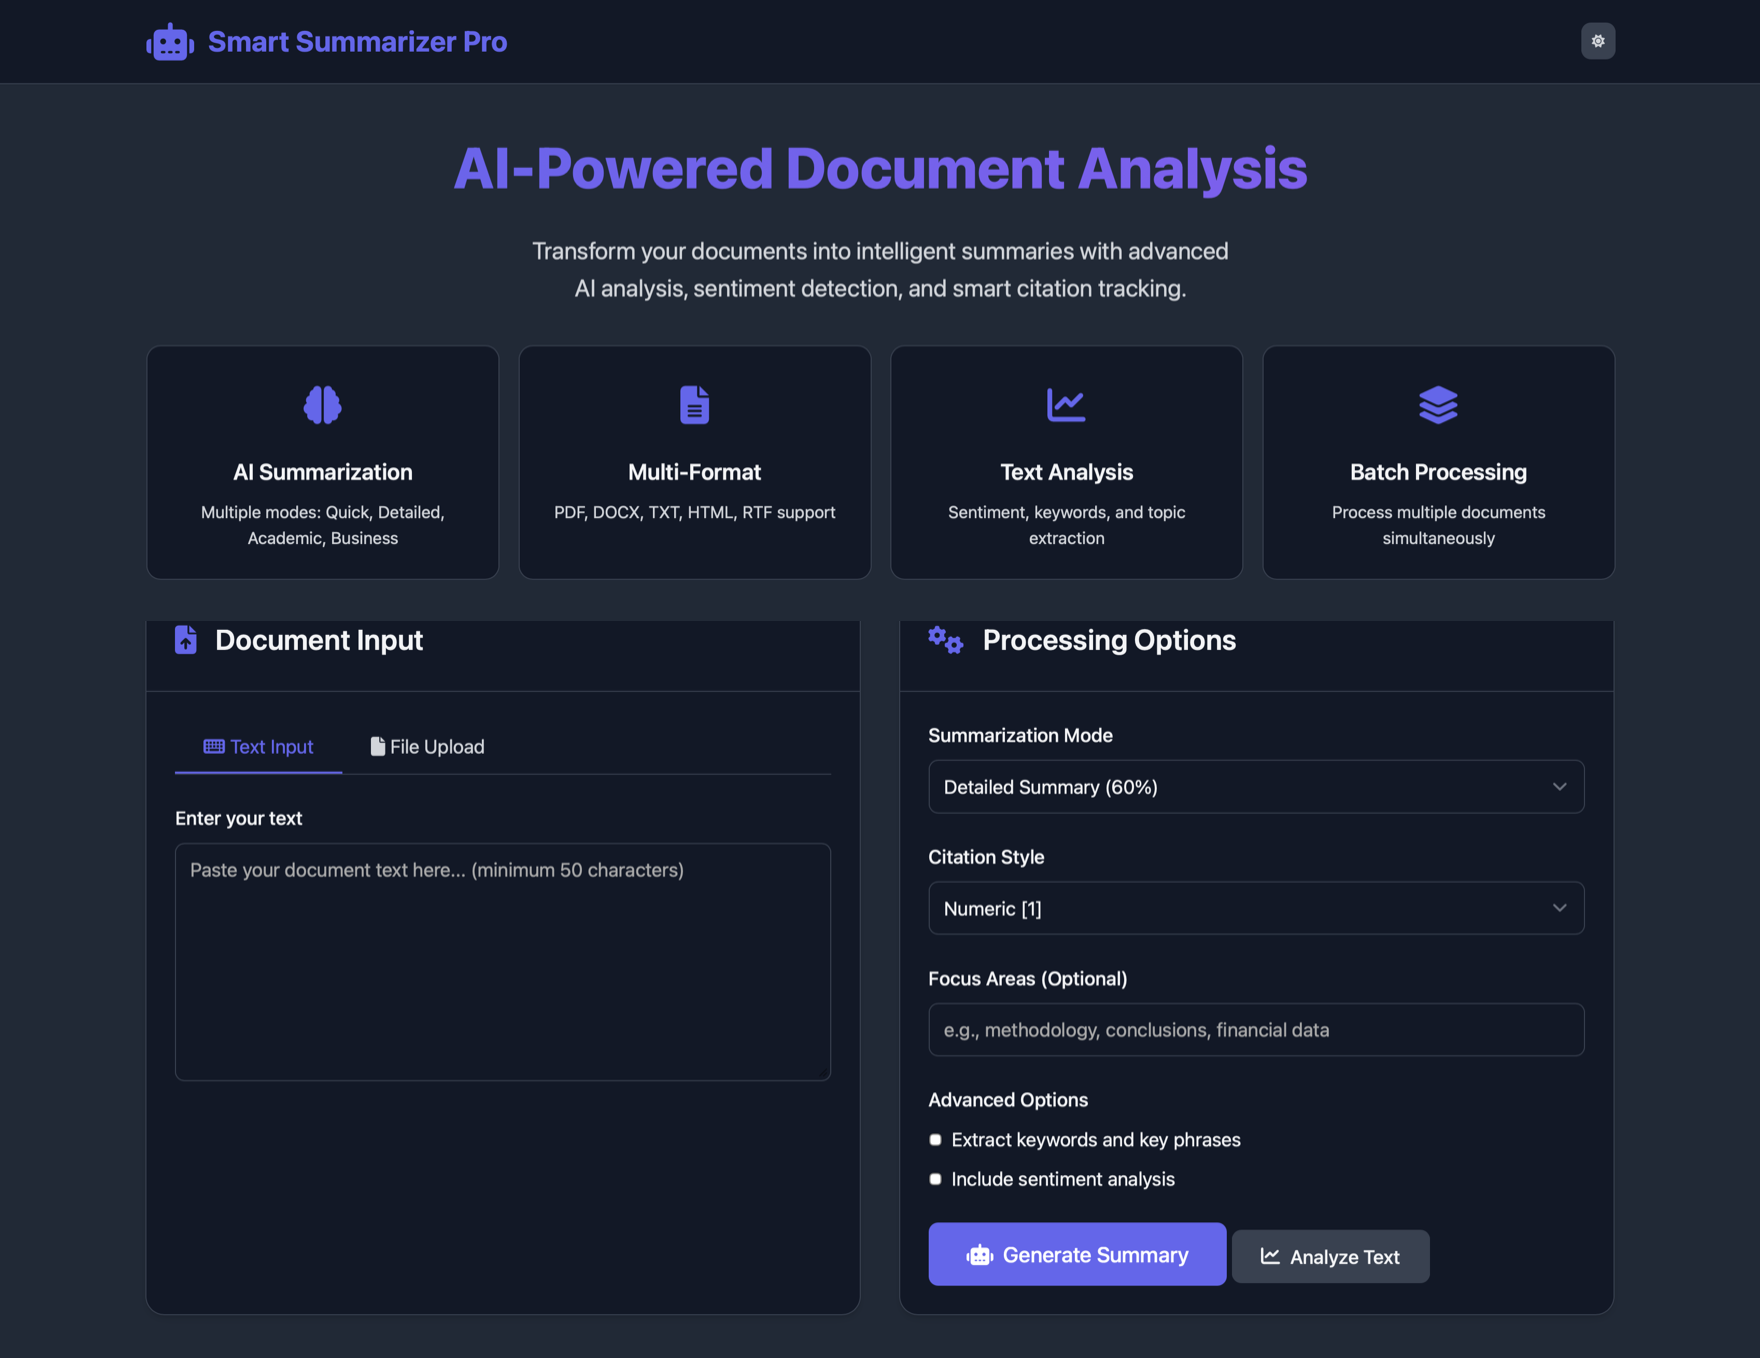 Smart Summarizer Pro
AI-Powered Document Analysis
Transform your documents into intelligent summaries with advanced
AI analysis, sentiment detection, and smart citation tracking.
AI Summarization
Multiple modes: Quick, Detailed,
Academic, Business
Multi-Format
PDF, DOCX, TXT, HTML, RTF support
Text Analysis
Sentiment, keywords, and topic
extraction
Batch Processing
Process multiple documents
simultaneously
Document Input
Text Input
File Upload
Enter your text
Paste your document text here... (minimum 50 characters)
Processing Options
Summarization Mode
Detailed Summary (60%)
Citation Style
Numeric [1]
Focus Areas (Optional)
e.g., methodology, conclusions, financial data
Advanced Options
Extract keywords and key phrases
Include sentiment analysis
Generate Summary
Analyze Text